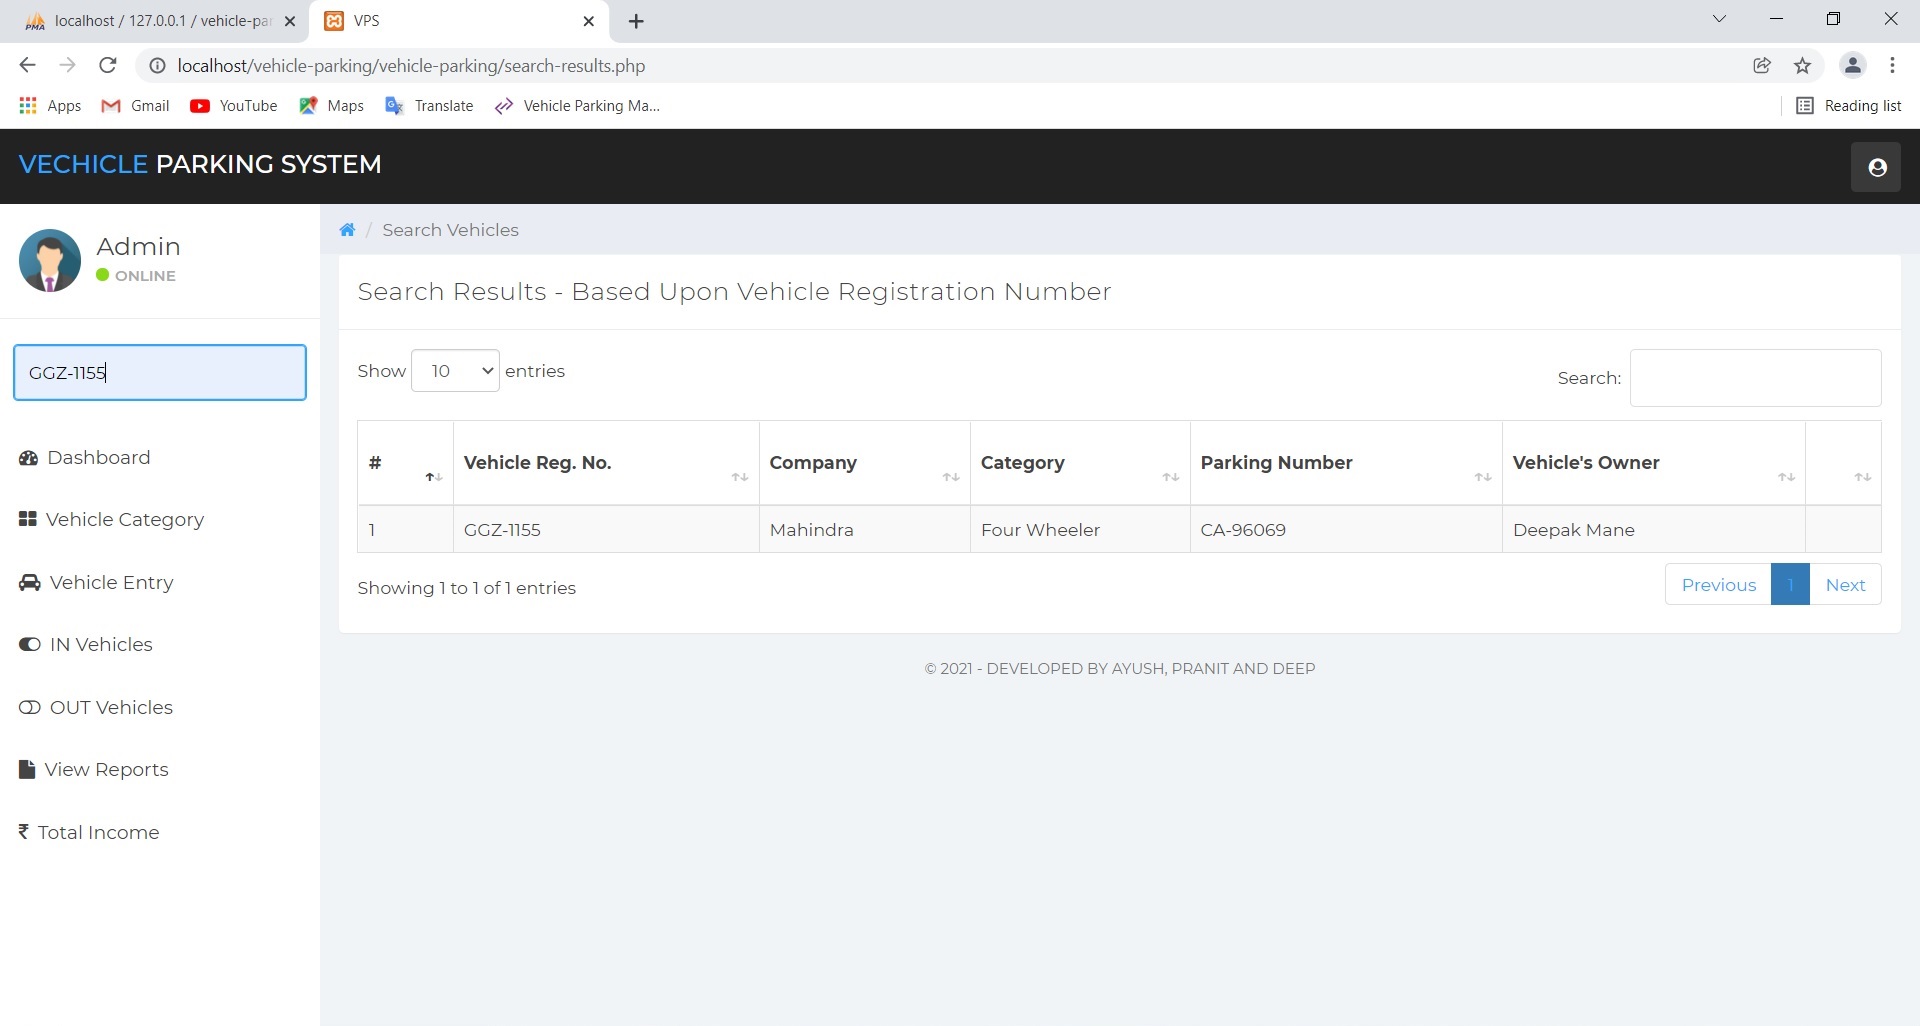 localhost / 127.0.0.1 / vehicle-par
VPS
localhost/vehicle-parking/vehicle-parking/search-results.php
Apps
Gmail
YouTube
Maps
Translate
Vehicle Parking Ma...
Reading list
VECHICLE PARKING SYSTEM
Admin
ONLINE
GGZ-1155
Dashboard
Vehicle Category
Vehicle Entry
IN Vehicles
OUT Vehicles
View Reports
₹ Total Income
/ Search Vehicles
Search Results - Based Upon Vehicle Registration Number
Show 10 entries
Search:
# Vehicle Reg. No. Company Category Parking Number Vehicle's Owner
1 GGZ-1155 Mahindra Four Wheeler CA-96069 Deepak Mane
Showing 1 to 1 of 1 entries
Previous 1 Next
© 2021 - DEVELOPED BY AYUSH, PRANIT AND DEEP